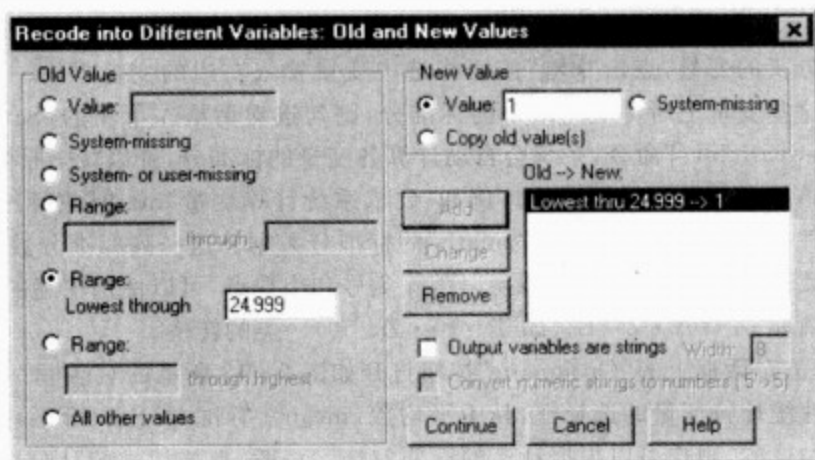 Recode into Different Variables: Old and New Values
Old Value
Value:
System-missing
System- or user-missing
Range:
through
Range:
Lowest through 24.999
Range:
through highest
All other values
New Value
Value: 1 System-missing
Copy old value(s)
Old --> New:
Add
Lowest thru 24.999 --> 1
Change
Remove
Output variables are strings Width: 8
Convert numeric strings to numbers ('5'->5)
Continue Cancel Help